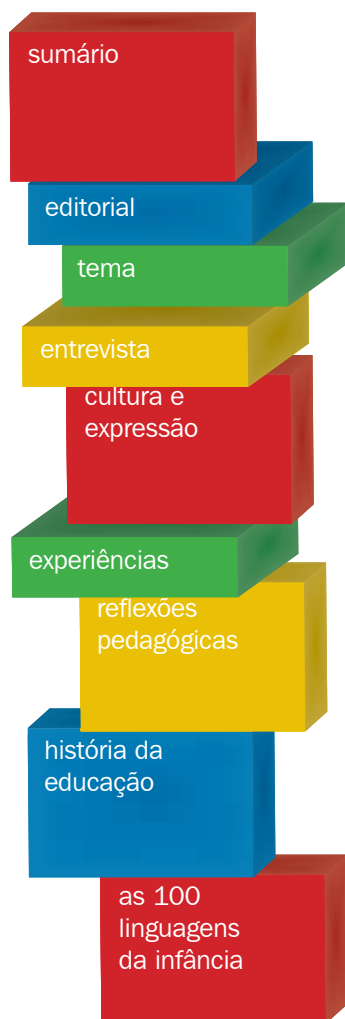 sumário
editorial
tema
entrevista
cultura e
expressão
experiências
reflexões
pedagógicas
história da
educação
as 100
linguagens
da infância